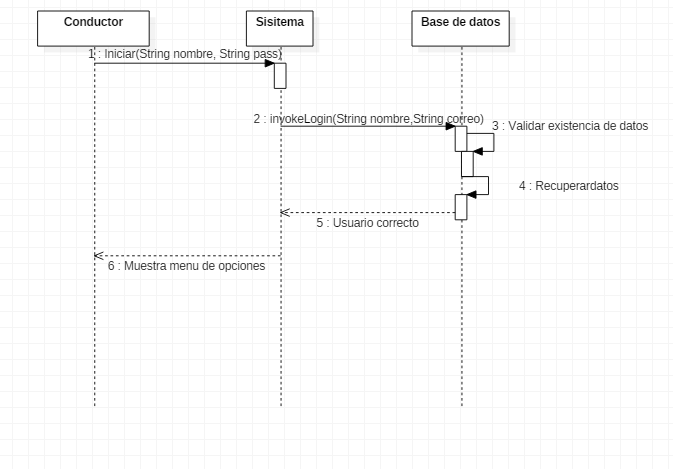 Conductor
Sisitema
Base de datos
1 : Iniciar(String nombre, String pass)
2 : invokeLogin(String nombre,String correo)
3 : Validar existencia de datos
4 : Recuperardatos
5 : Usuario correcto
6 : Muestra menu de opciones